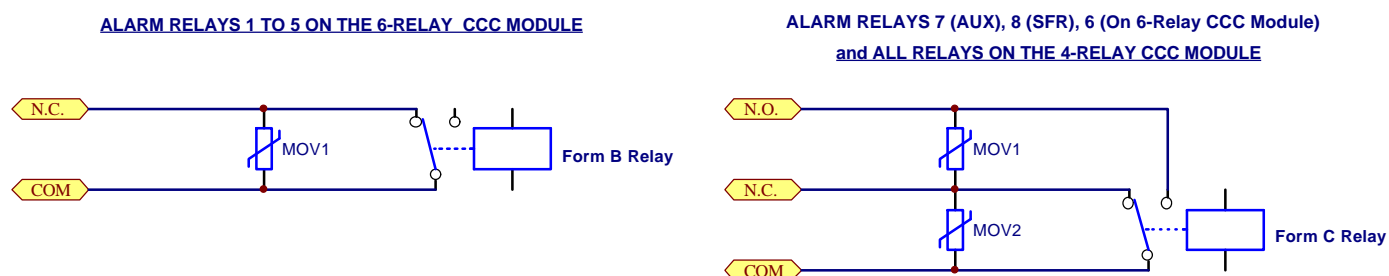 ALARM RELAYS 1 TO 5 ON THE 6-RELAY CCC MODULE
N.C.
MOV1
Form B Relay
COM
ALARM RELAYS 7 (AUX), 8 (SFR), 6 (On 6-Relay CCC Module)
and ALL RELAYS ON THE 4-RELAY CCC MODULE
N.O.
MOV1
N.C.
MOV2
Form C Relay
COM